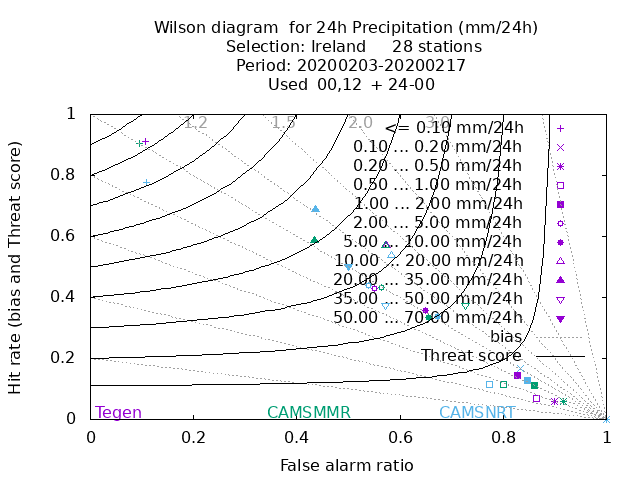 Wilson diagram  for 24h Precipitation (mm/24h)
Selection: Ireland     28 stations
Period: 20200203-20200217
Used  00,12  + 24-00
1.2 1.5 2.0 3.0
<= 0.10 mm/24h
0.10 ... 0.20 mm/24h
0.20 ... 0.50 mm/24h
0.50 ... 1.00 mm/24h
1.00 ... 2.00 mm/24h
2.00 ... 5.00 mm/24h
5.00 ... 10.00 mm/24h
10.00 ... 20.00 mm/24h
20.00 ... 35.00 mm/24h
35.00 ... 50.00 mm/24h
50.00 ... 70.00 mm/24h
bias
Threat score
Hit rate (bias and Threat score)
1
0.8
0.6
0.4
0.2
0
Tegen CAMSMMR CAMSNRT
0 0.2 0.4 0.6 0.8 1
False alarm ratio